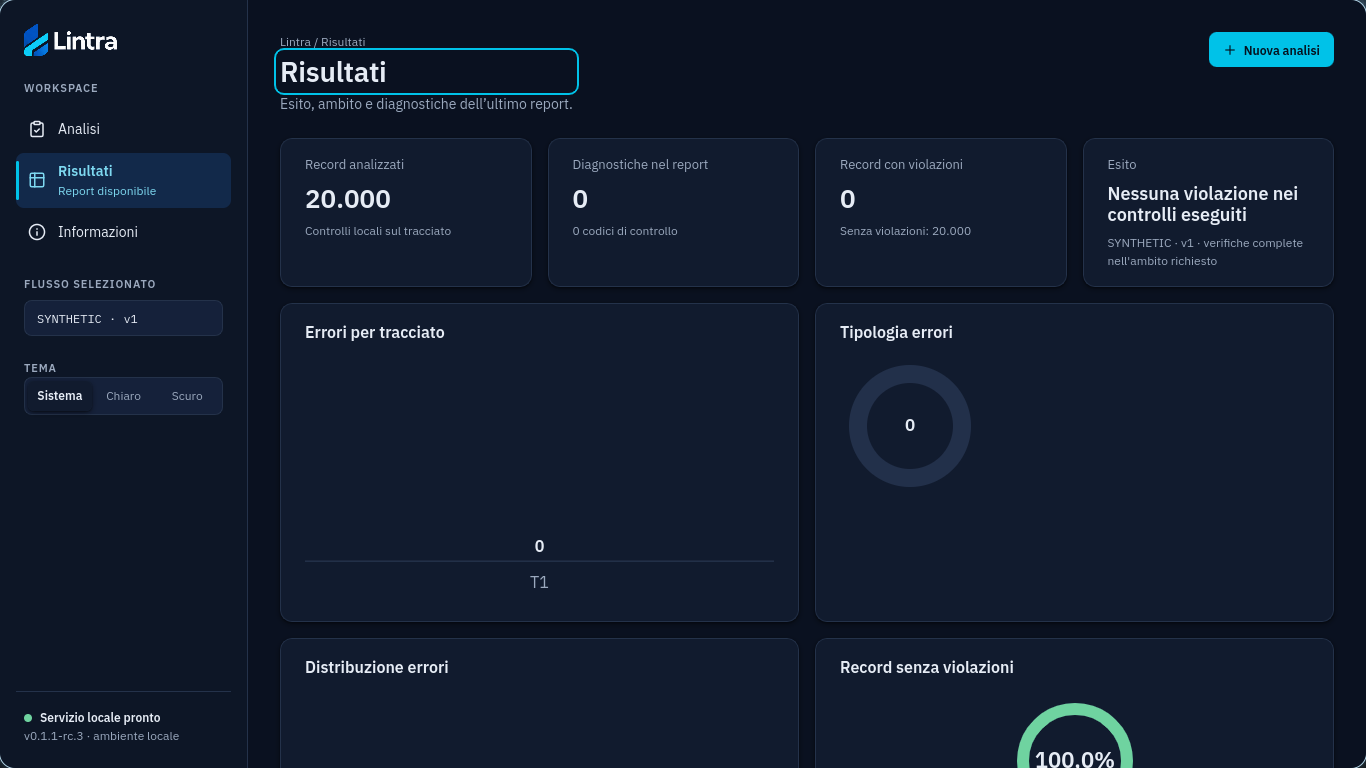 Lintra
WORKSPACE
Analisi
Risultati
Report disponibile
Informazioni
FLUSSO SELEZIONATO
SYNTHETIC · v1
TEMA
Sistema Chiaro Scuro
Servizio locale pronto
v0.1.1-rc.3 · ambiente locale
Lintra / Risultati
Risultati
Esito, ambito e diagnostiche dell’ultimo report.
+ Nuova analisi
Record analizzati
20.000
Controlli locali sul tracciato
Diagnostiche nel report
0
0 codici di controllo
Record con violazioni
0
Senza violazioni: 20.000
Esito
Nessuna violazione nei
controlli eseguiti
SYNTHETIC · v1 · verifiche complete
nell'ambito richiesto
Errori per tracciato
0
T1
Tipologia errori
0
Distribuzione errori
Record senza violazioni
100.0%